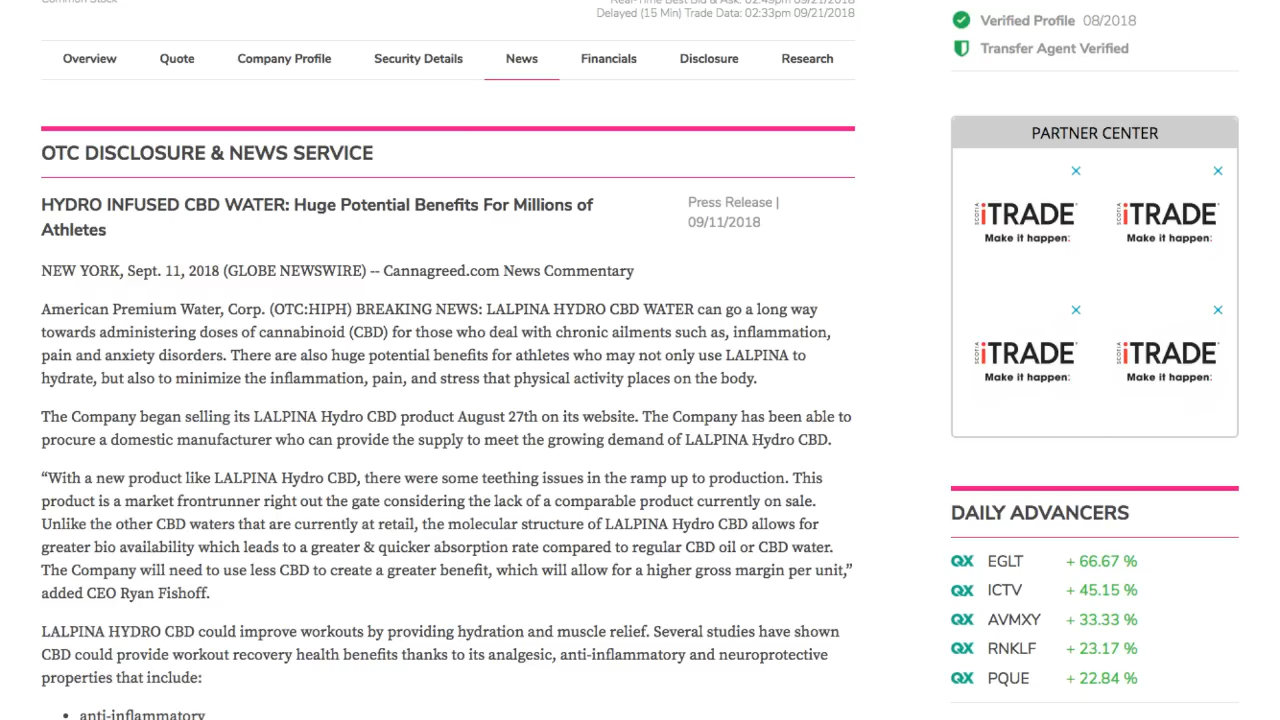 Common Stock
Real-Time Best Bid & Ask: 02:49pm 09/21/2018
Delayed (15 Min) Trade Data: 02:33pm 09/21/2018
Overview Quote Company Profile Security Details News Financials Disclosure Research
OTC DISCLOSURE & NEWS SERVICE
HYDRO INFUSED CBD WATER: Huge Potential Benefits For Millions of
Athletes
Press Release |
09/11/2018
NEW YORK, Sept. 11, 2018 (GLOBE NEWSWIRE) -- Cannagreed.com News Commentary
American Premium Water, Corp. (OTC:HIPH) BREAKING NEWS: LALPINA HYDRO CBD WATER can go a long way
towards administering doses of cannabinoid (CBD) for those who deal with chronic ailments such as, inflammation,
pain and anxiety disorders. There are also huge potential benefits for athletes who may not only use LALPINA to
hydrate, but also to minimize the inflammation, pain, and stress that physical activity places on the body.
The Company began selling its LALPINA Hydro CBD product August 27th on its website. The Company has been able to
procure a domestic manufacturer who can provide the supply to meet the growing demand of LALPINA Hydro CBD.
“With a new product like LALPINA Hydro CBD, there were some teething issues in the ramp up to production. This
product is a market frontrunner right out the gate considering the lack of a comparable product currently on sale.
Unlike the other CBD waters that are currently at retail, the molecular structure of LALPINA Hydro CBD allows for
greater bio availability which leads to a greater & quicker absorption rate compared to regular CBD oil or CBD water.
The Company will need to use less CBD to create a greater benefit, which will allow for a higher gross margin per unit,”
added CEO Ryan Fishoff.
LALPINA HYDRO CBD could improve workouts by providing hydration and muscle relief. Several studies have shown
CBD could provide workout recovery health benefits thanks to its analgesic, anti-inflammatory and neuroprotective
properties that include:
• anti-inflammatory
Verified Profile 08/2018
Transfer Agent Verified
PARTNER CENTER
SCOTIA iTRADE SCOTIA iTRADE
Make it happen: Make it happen:
SCOTIA iTRADE SCOTIA iTRADE
Make it happen: Make it happen:
DAILY ADVANCERS
QX EGLT + 66.67 %
QX ICTV + 45.15 %
QX AVMXY + 33.33 %
QX RNKLF + 23.17 %
QX PQUE + 22.84 %